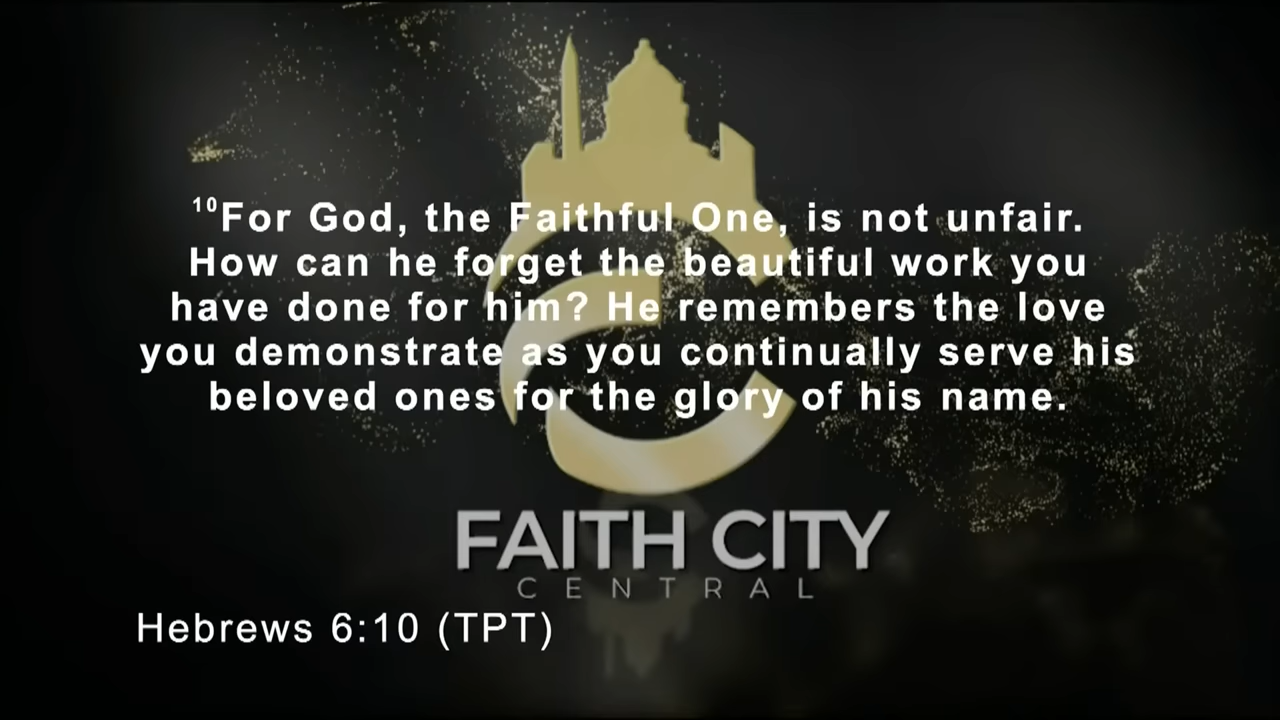 ¹⁰For God, the Faithful One, is not unfair.
How can he forget the beautiful work you
have done for him? He remembers the love
you demonstrate as you continually serve his
beloved ones for the glory of his name.
FAITH CITY
CENTRAL
Hebrews 6:10 (TPT)